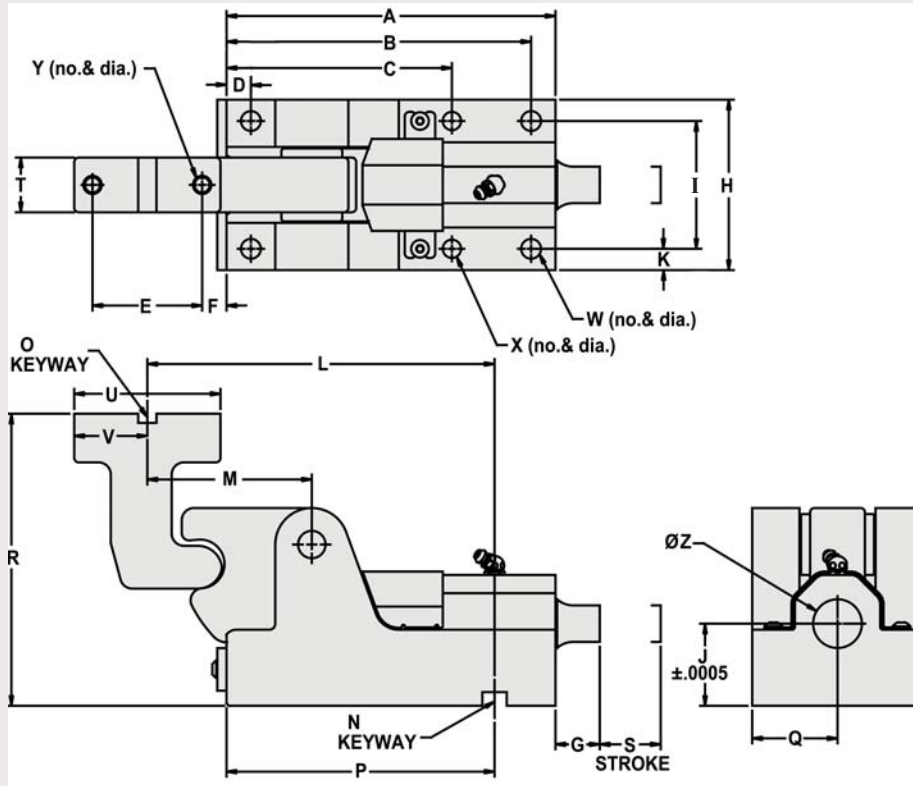 A
B
Y (no.& dia.)
C
D
T
I
H
K
E
F
W (no.& dia.)
X (no.& dia.)
O
KEYWAY
L
U
V
M
R
ØZ
J
±.0005
N
KEYWAY
G
S
STROKE
Q
P